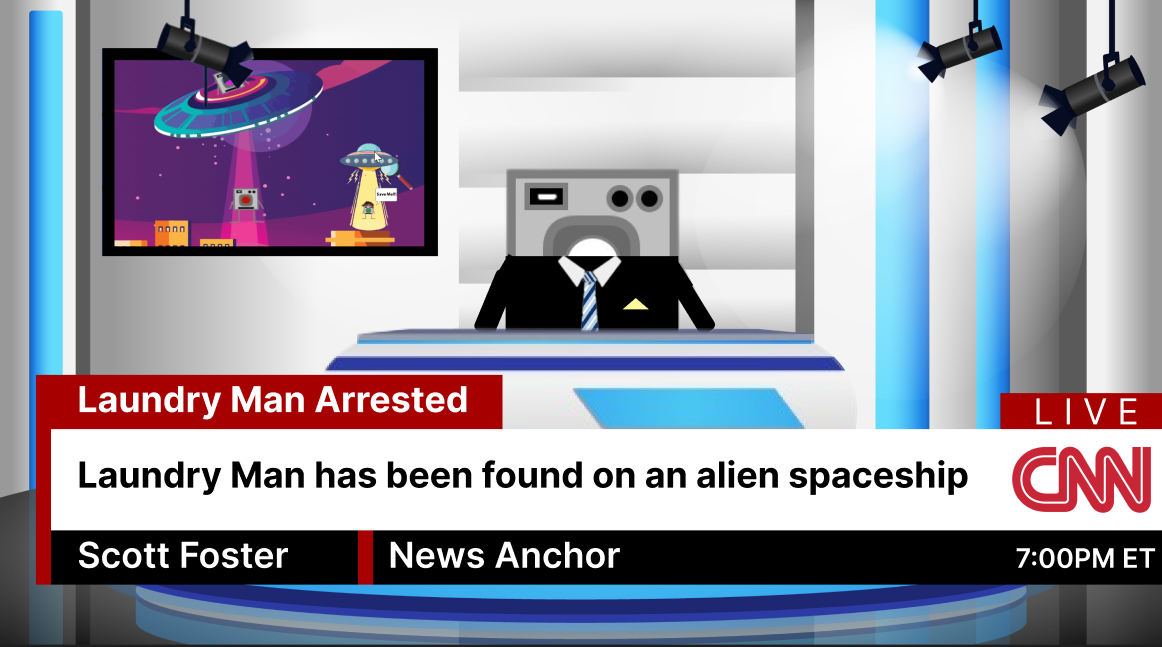 Save Me!!
Laundry Man Arrested
LIVE
Laundry Man has been found on an alien spaceship
CNN
Scott Foster
News Anchor
7:00PM ET